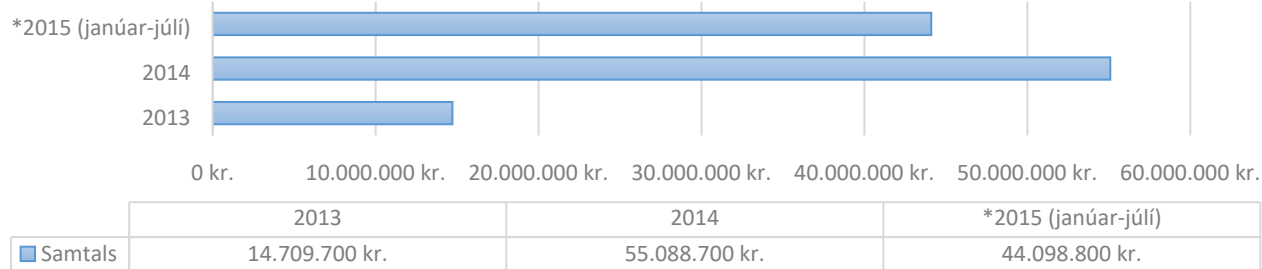 *2015 (janúar-júlí)
2014
2013
0 kr. 10.000.000 kr. 20.000.000 kr. 30.000.000 kr. 40.000.000 kr. 50.000.000 kr. 60.000.000 kr.
2013 2014 *2015 (janúar-júlí)
Samtals 14.709.700 kr. 55.088.700 kr. 44.098.800 kr.